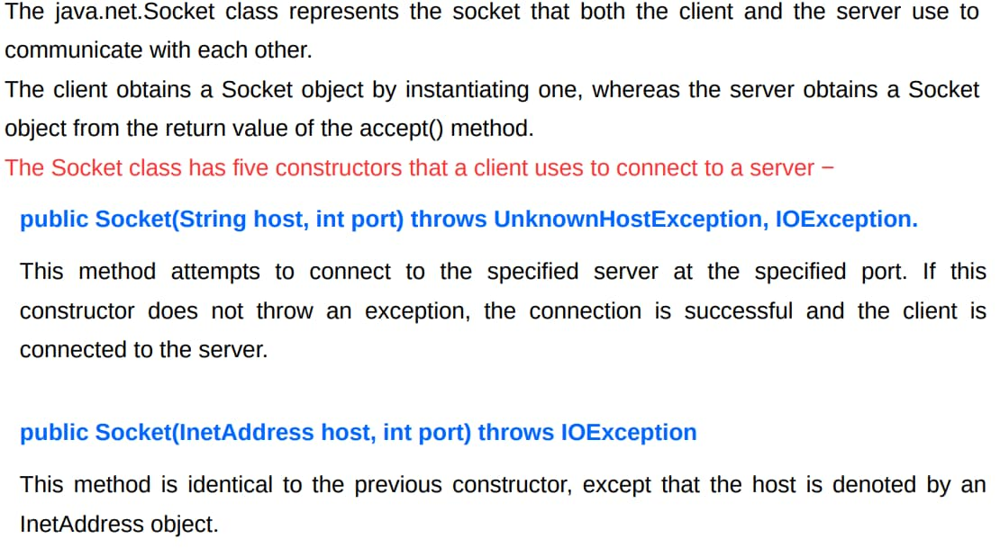 The java.net.Socket class represents the socket that both the client and the server use to
communicate with each other.
The client obtains a Socket object by instantiating one, whereas the server obtains a Socket
object from the return value of the accept() method.
The Socket class has five constructors that a client uses to connect to a server −
public Socket(String host, int port) throws UnknownHostException, IOException.
This method attempts to connect to the specified server at the specified port. If this
constructor does not throw an exception, the connection is successful and the client is
connected to the server.
public Socket(InetAddress host, int port) throws IOException
This method is identical to the previous constructor, except that the host is denoted by an
InetAddress object.